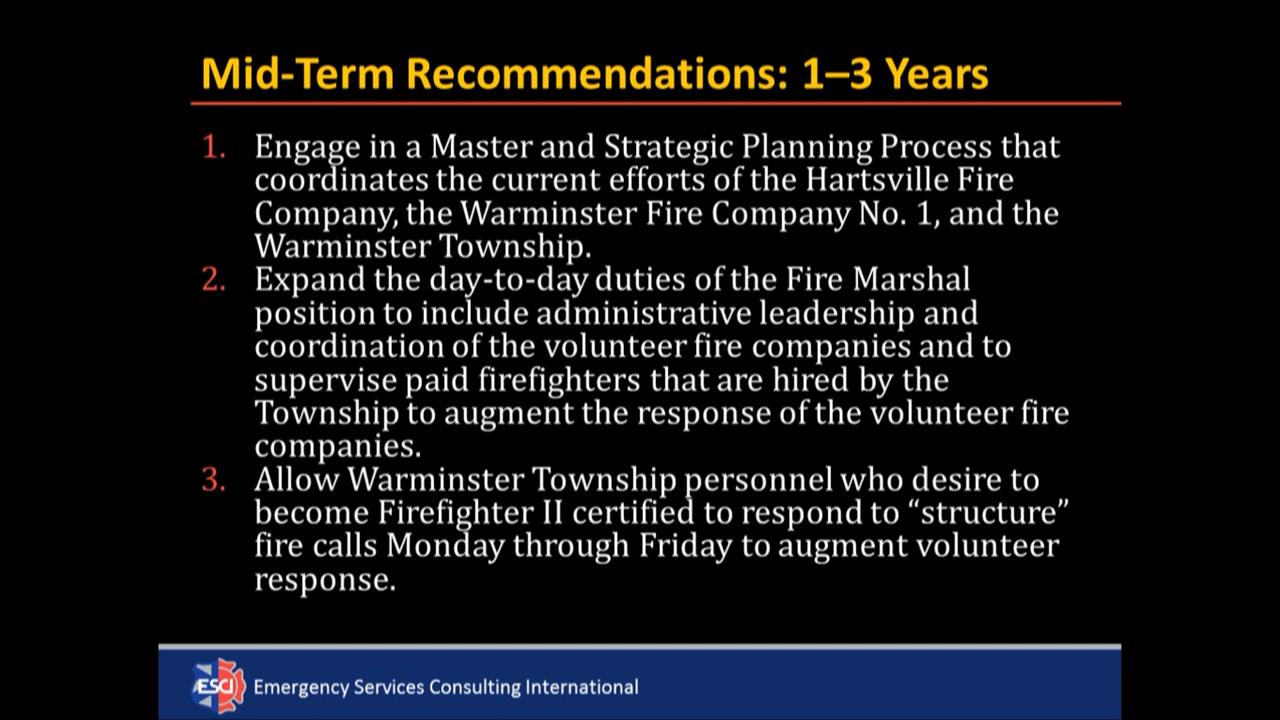 Mid-Term Recommendations: 1–3 Years
1. Engage in a Master and Strategic Planning Process that
coordinates the current efforts of the Hartsville Fire
Company, the Warminster Fire Company No. 1, and the
Warminster Township.
2. Expand the day-to-day duties of the Fire Marshal
position to include administrative leadership and
coordination of the volunteer fire companies and to
supervise paid firefighters that are hired by the
Township to augment the response of the volunteer fire
companies.
3. Allow Warminster Township personnel who desire to
become Firefighter II certified to respond to “structure”
fire calls Monday through Friday to augment volunteer
response.
ESCI Emergency Services Consulting International